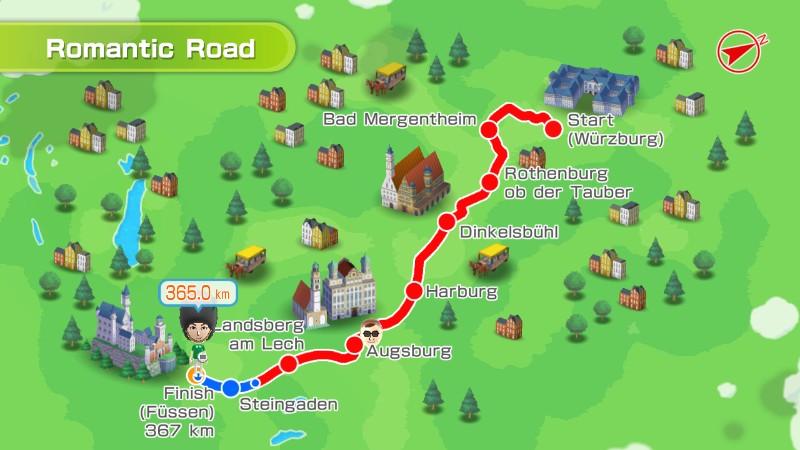 Romantic Road
N
Bad Mergentheim
Start
(Würzburg)
Rothenburg
ob der Tauber
Dinkelsbühl
Harburg
365.0 km
Landsberg
am Lech
Augsburg
Finish
(Füssen)
367 km
Steingaden